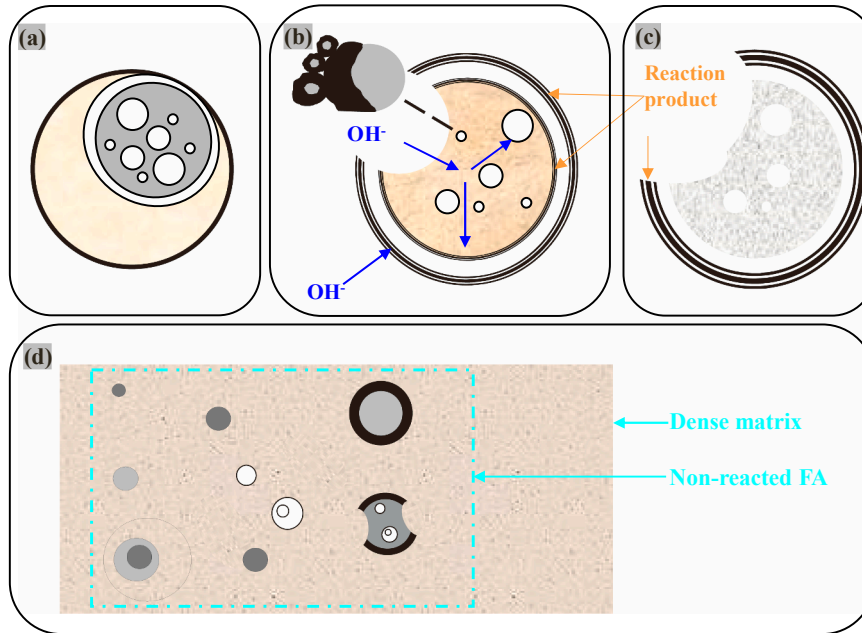 (a)
(b)
(c)
Reaction
product
OH-
OH-
(d)
Dense matrix
Non-reacted FA